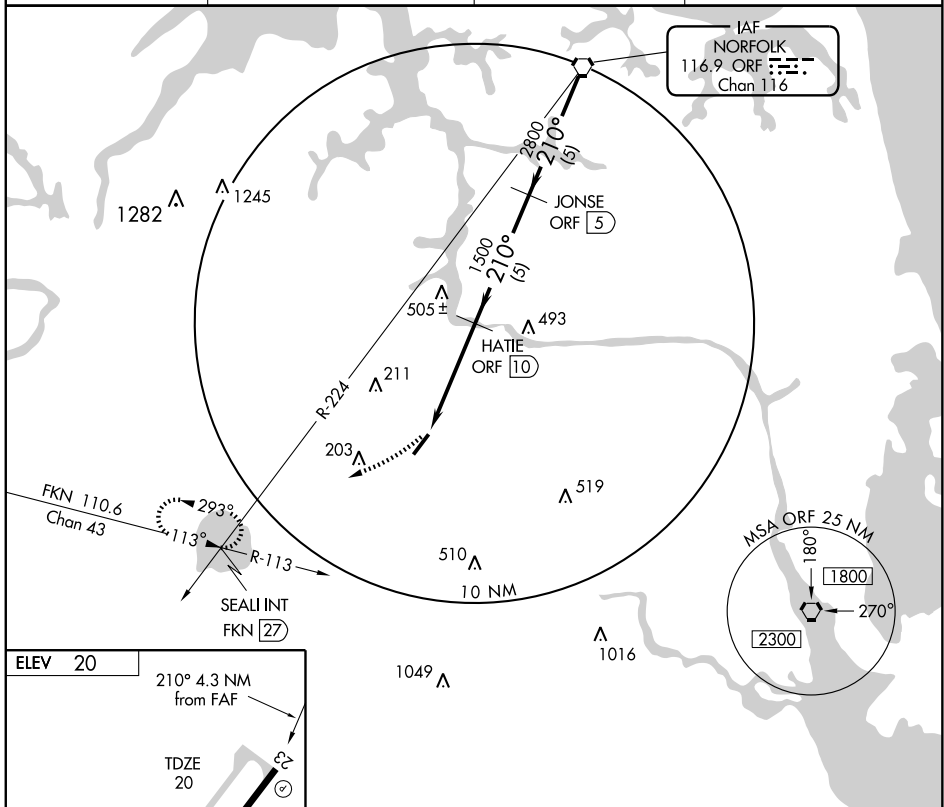 IAF
NORFOLK
116.9 ORF
Chan 116
2800
210°
(5)
1282
1245
JONSE
ORF 5
1500
210°
(5)
505 ±
493
HATIE
ORF 10
211
R-224
203
FKN 110.6
Chan 43
293°
113°
R-113
519
510
10 NM
SEALI INT
FKN 27
MSA ORF 25 NM
180°
1800
270°
2300
1016
1049
ELEV 20
210° 4.3 NM
from FAF
TDZE
20
23
P